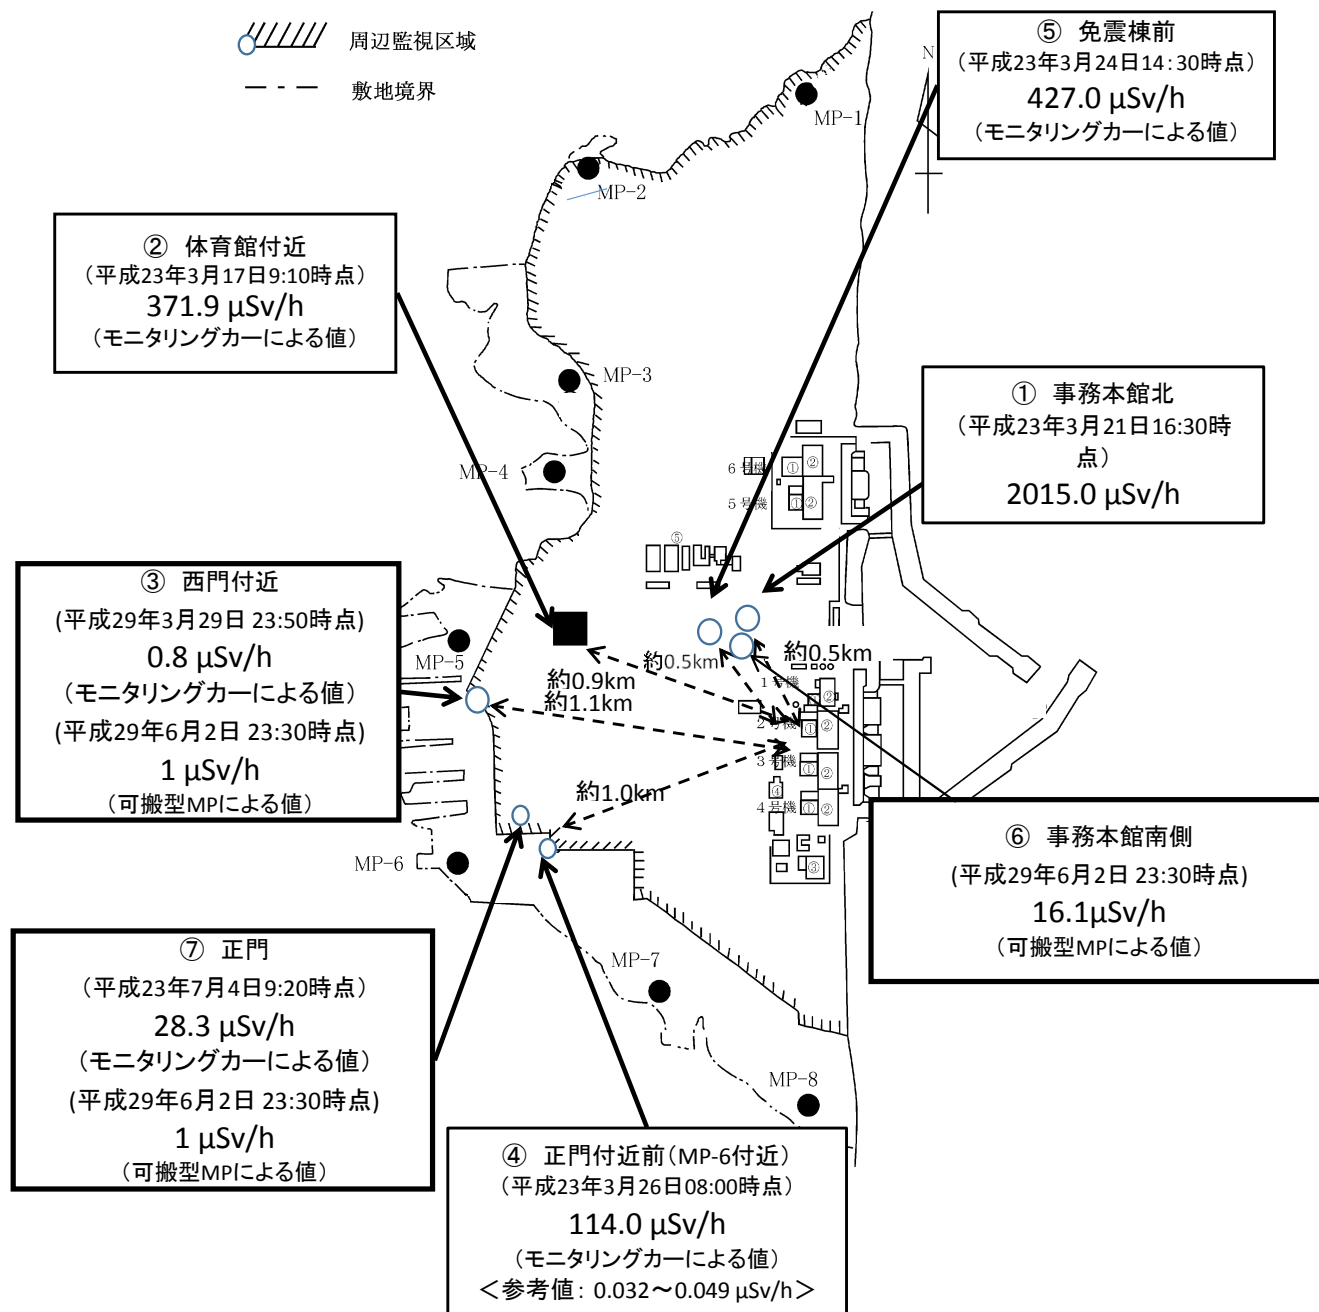 周辺監視区域
敷地境界
N
MP-1
MP-2
MP-3
MP-4
MP-5
MP-6
MP-7
MP-8
⑤ 免震棟前
（平成23年3月24日14：30時点）
427.0 μSv/h
（モニタリングカーによる値）
② 体育館付近
（平成23年3月17日9:10時点）
371.9 μSv/h
（モニタリングカーによる値）
① 事務本館北
（平成23年3月21日16:30時
点）
2015.0 μSv/h
③ 西門付近
(平成29年3月29日 23:50時点)
0.8 μSv/h
（モニタリングカーによる値）
(平成29年6月2日 23:30時点)
1 μSv/h
（可搬型MPによる値）
6号機
① ②
5号機
① ②
⑤
約0.5km
約0.5km
約0.9km
約1.1km
約1.0km
1号機
②
2号機
① ②
3号機
① ②
④
4号機
① ②
③
⑥ 事務本館南側
(平成29年6月2日 23:30時点)
16.1μSv/h
（可搬型MPによる値）
⑦ 正門
（平成23年7月4日9:20時点）
28.3 μSv/h
（モニタリングカーによる値）
(平成29年6月2日 23:30時点)
1 μSv/h
（可搬型MPによる値）
④ 正門付近前（MP-6付近）
（平成23年3月26日08:00時点）
114.0 μSv/h
（モニタリングカーによる値）
＜参考値： 0.032～0.049 μSv/h＞